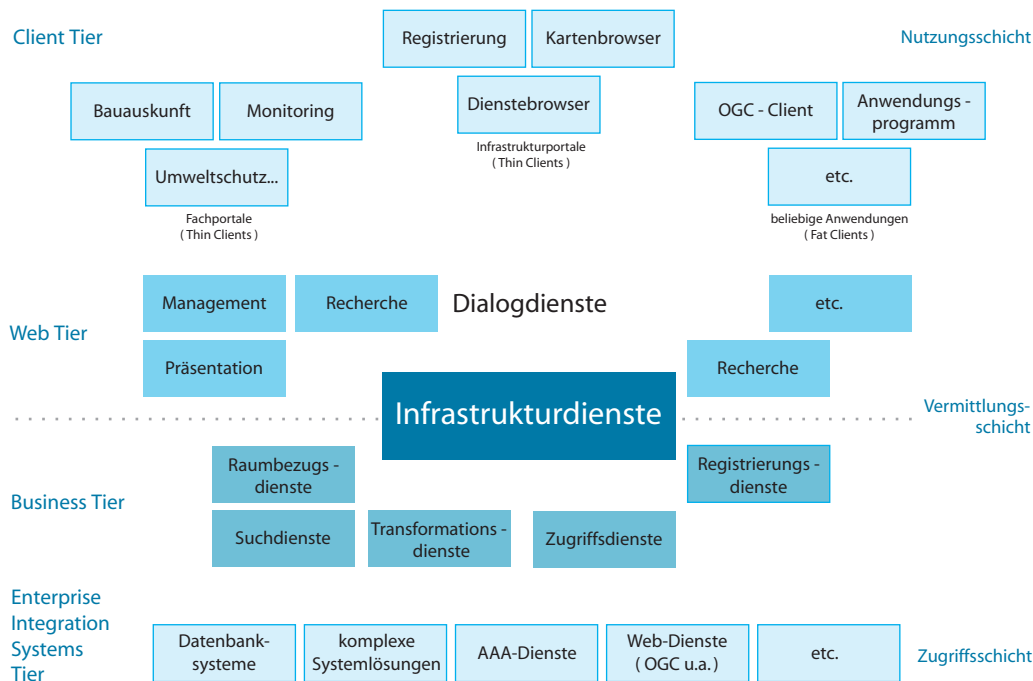 Client Tier
Registrierung
Kartenbrowser
Nutzungsschicht
Bauauskunft
Monitoring
Dienstebrowser
OGC - Client
Anwendungs -
programm
Infrastrukturportale
( Thin Clients )
Umweltschutz...
etc.
Fachportale
( Thin Clients )
beliebige Anwendungen
( Fat Clients )
Management
Recherche
Dialogdienste
etc.
Web Tier
Präsentation
Recherche
Infrastrukturdienste
Vermittlungs-
schicht
Raumbezugs -
dienste
Registrierungs -
dienste
Business Tier
Suchdienste
Transformations -
dienste
Zugriffsdienste
Enterprise
Integration
Systems
Tier
Datenbank-
systeme
komplexe
Systemlösungen
AAA-Dienste
Web-Dienste
( OGC u.a. )
etc.
Zugriffsschicht